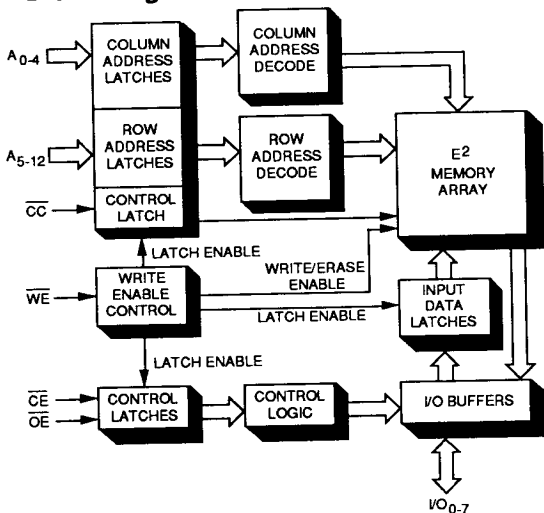 A0-4
COLUMN
ADDRESS
LATCHES
COLUMN
ADDRESS
DECODE
A5-12
ROW
ADDRESS
LATCHES
ROW
ADDRESS
DECODE
E2
MEMORY
ARRAY
CC
CONTROL
LATCH
LATCH ENABLE
WE
WRITE
ENABLE
CONTROL
WRITE/ERASE
ENABLE
LATCH ENABLE
INPUT
DATA
LATCHES
LATCH ENABLE
CE
OE
CONTROL
LATCHES
CONTROL
LOGIC
I/O BUFFERS
I/O0-7